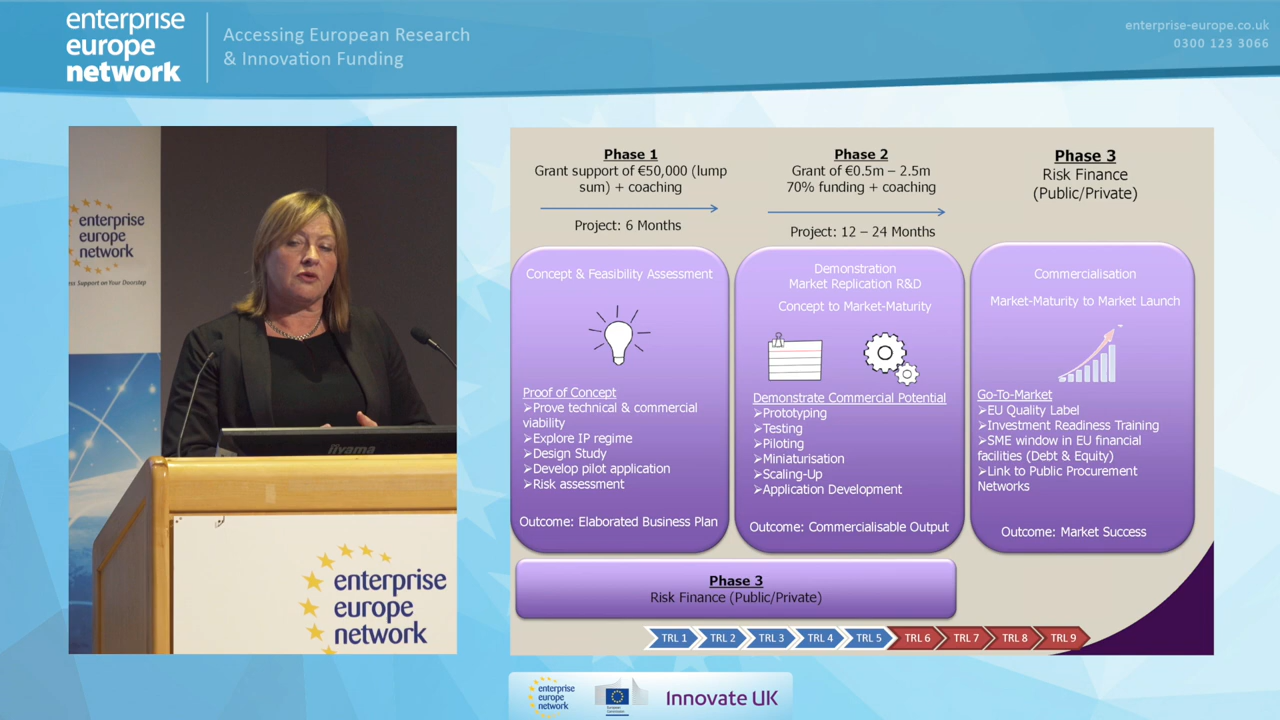 enterprise
europe
network
Accessing European Research
& Innovation Funding
enterprise-europe.co.uk
0300 123 3066
enterprise
europe
network
ss Support on Your Doorstep
iiyama
enterprise
europe
network
Phase 1
Grant support of €50,000 (lump
sum) + coaching
Project: 6 Months
Phase 2
Grant of €0.5m – 2.5m
70% funding + coaching
Project: 12 – 24 Months
Phase 3
Risk Finance
(Public/Private)
Concept & Feasibility Assessment
Proof of Concept
➢Prove technical & commercial
viability
➢Explore IP regime
➢Design Study
➢Develop pilot application
➢Risk assessment
Outcome: Elaborated Business Plan
Demonstration
Market Replication R&D
Concept to Market-Maturity
Demonstrate Commercial Potential
➢Prototyping
➢Testing
➢Piloting
➢Miniaturisation
➢Scaling-Up
➢Application Development
Outcome: Commercialisable Output
Commercialisation
Market-Maturity to Market Launch
Go-To-Market
➢EU Quality Label
➢Investment Readiness Training
➢SME window in EU financial
facilities (Debt & Equity)
➢Link to Public Procurement
Networks
Outcome: Market Success
Phase 3
Risk Finance (Public/Private)
TRL 1 TRL 2 TRL 3 TRL 4 TRL 5 TRL 6 TRL 7 TRL 8 TRL 9
enterprise
europe
network
European
Commission
Innovate UK